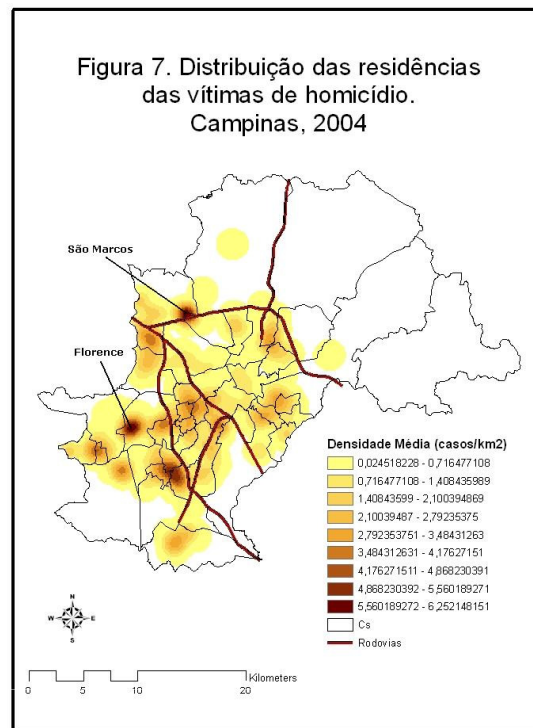 Figura 7. Distribuição das residências
das vítimas de homicídio.
Campinas, 2004
São Marcos
Florence
Densidade Média (casos/km2)
0,024518228 - 0,716477108
0,716477108 - 1,408435989
1,40843599 - 2,100394869
2,10039487 - 2,79235375
2,792353751 - 3,48431263
3,484312631 - 4,17627151
4,176271511 - 4,868230391
4,868230392 - 5,560189271
5,560189272 - 6,252148151
Cs
Rodovias
N
W E
S
Kilometers
0 5 10 20